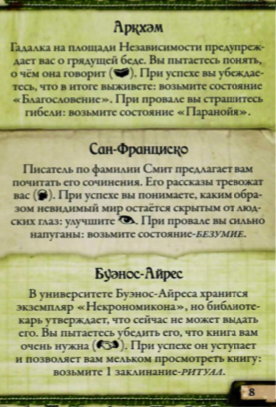 Аркхэм
Гадалка на площади Независимости предупреж-
дает вас о грядущей беде. Вы пытаетесь понять,
о чём она говорит ( ). При успехе вы убеждае-
тесь, что в итоге выживете: возьмите состояние
«Благословение». При провале вы страшитесь
гибели: возьмите состояние «Паранойя».
Сан-Франциско
Писатель по фамилии Смит предлагает вам
почитать его сочинения. Его рассказы тревожат
вас ( ). При успехе вы понимаете, каким обра-
зом невидимый мир остаётся скрытым от люд-
ских глаз: улучшите . При провале вы сильно
напуганы: возьмите состояние-БЕЗУМИЕ.
Буэнос-Айрес
В университете Буэнос-Айреса хранится
экземпляр «Некрономикона», но библиоте-
карь утверждает, что сейчас не может выдать
его. Вы пытаетесь убедить его, что книга вам
очень нужна ( ). При успехе он уступает
и позволяет вам мельком просмотреть книгу:
возьмите 1 заклинание-РИТУАЛ.
8